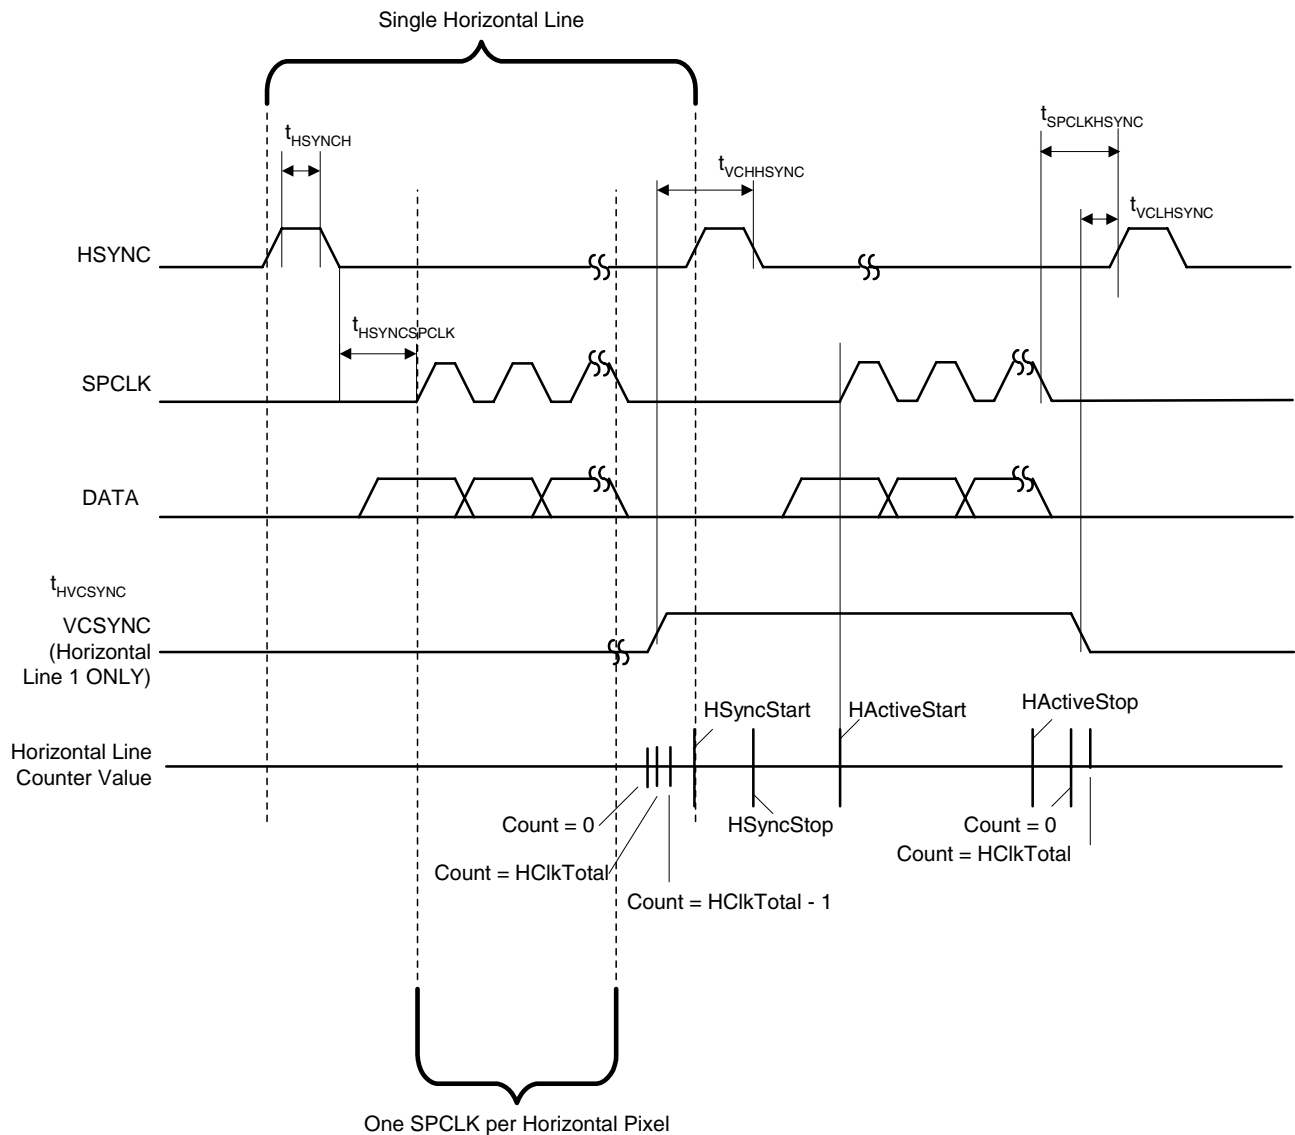 Single Horizontal Line
tHSYNCH
tSPCLKHSYNC
tVCHHSYNC
tVCLHSYNC
HSYNC
tHSYNCSPCLK
SPCLK
DATA
tHVCSYNC
VCSYNC
(Horizontal
Line 1 ONLY)
HSyncStart
HActiveStart
HActiveStop
Horizontal Line
Counter Value
Count = 0
HSyncStop
Count = 0
Count = HClkTotal
Count = HClkTotal
Count = HClkTotal - 1
One SPCLK per Horizontal Pixel